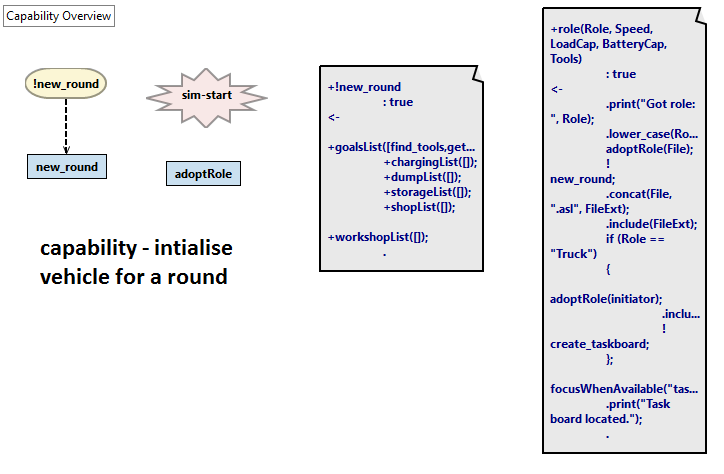 Capability Overview
!new_round
sim-start
new_round
adoptRole
capability - intialise
vehicle for a round
+!new_round
: true
<-
+goalsList([find_tools,get...
+chargingList([]);
+dumpList([]);
+storageList([]);
+shopList([]);
+workshopList([]);
.
+role(Role, Speed,
LoadCap, BatteryCap,
Tools)
: true
<-
.print("Got role:
", Role);
.lower_case(Ro...
adoptRole(File);
!
new_round;
.concat(File,
".asl", FileExt);
.include(FileExt);
if (Role ==
"Truck")
{
adoptRole(initiator);
.inclu...
!
create_taskboard;
};
focusWhenAvailable("tas...
.print("Task
board located.");
.